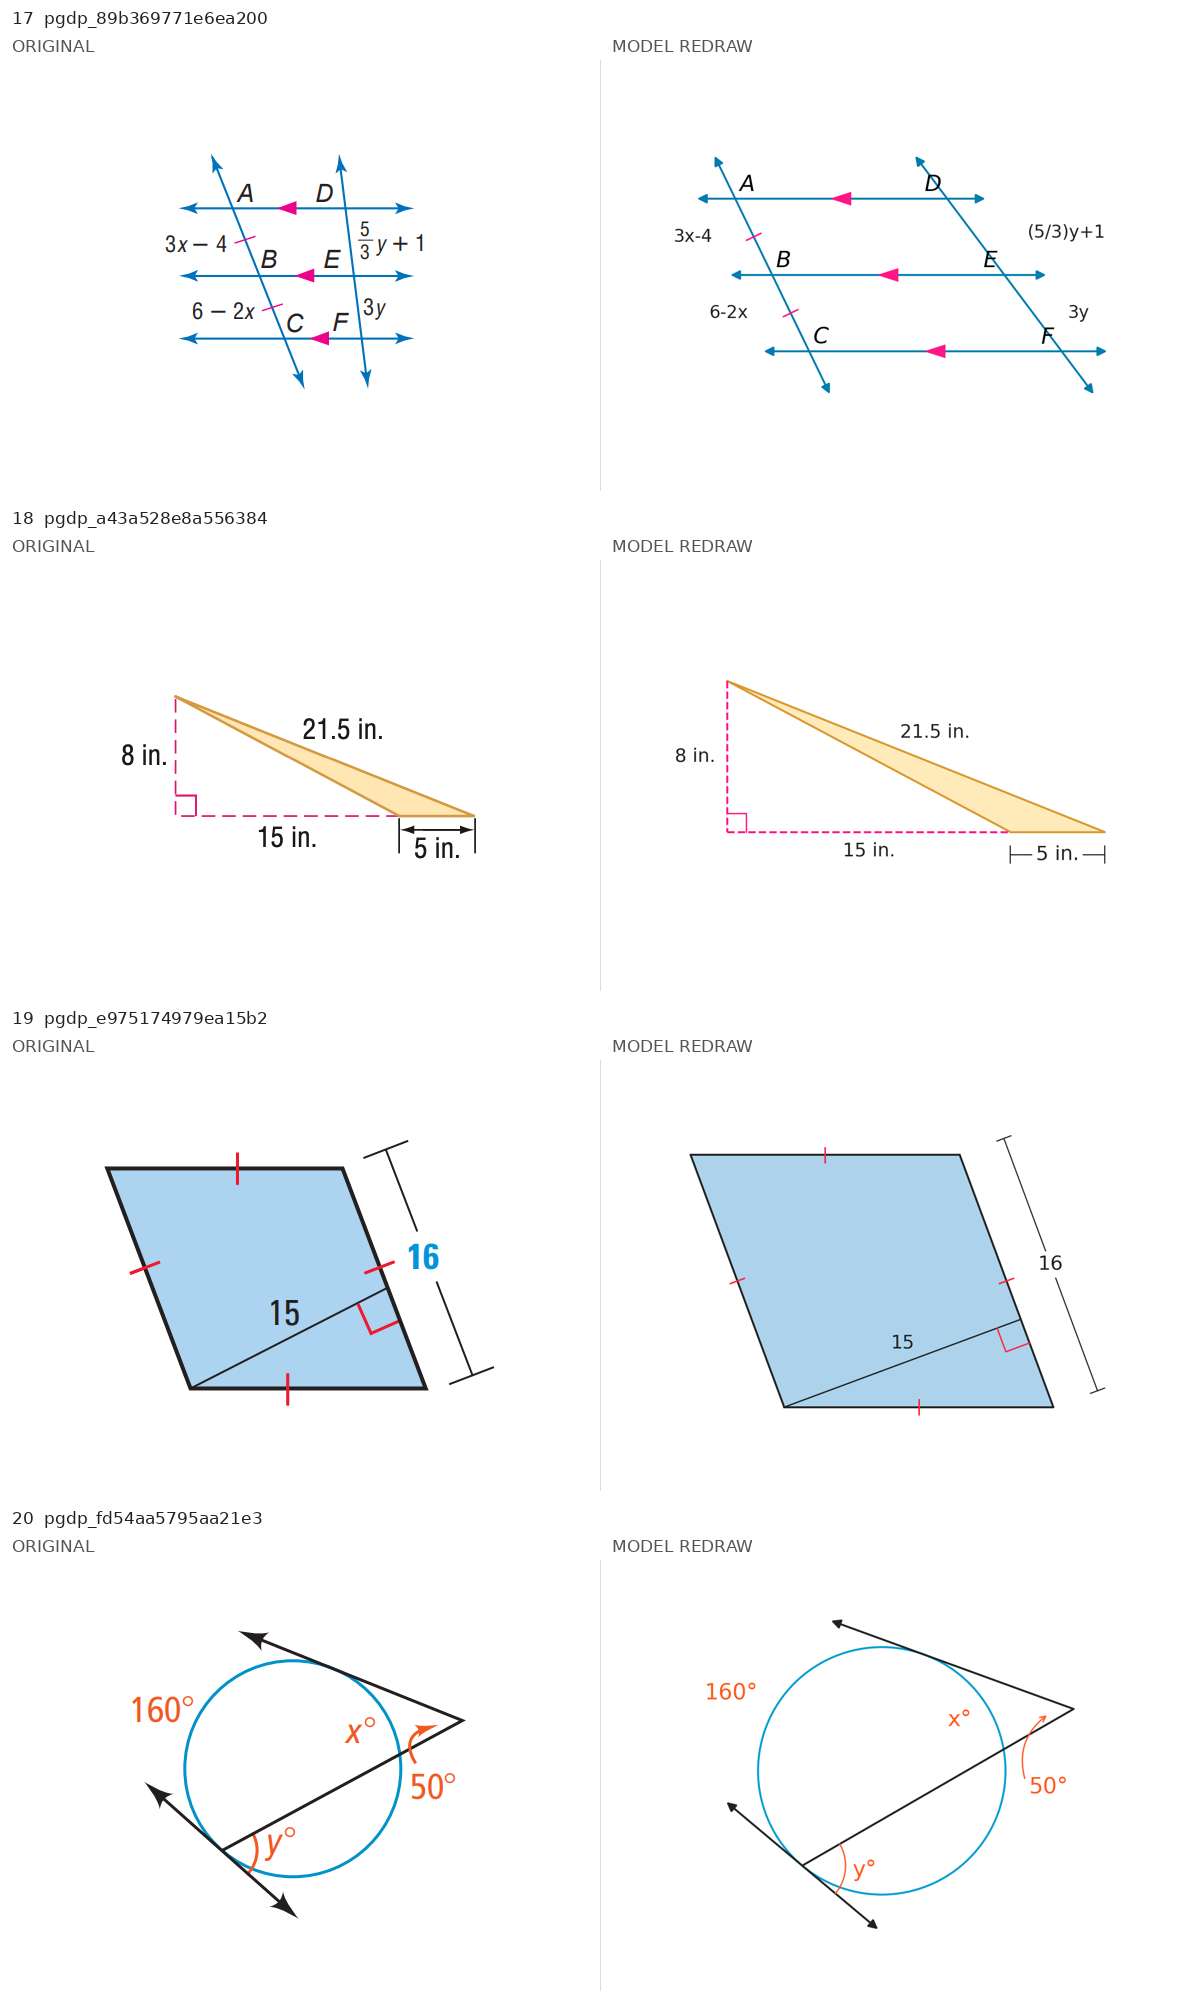 17 pgdp_89b369771e6ea200
ORIGINAL
MODEL REDRAW
A
D
3x – 4
5/3 y + 1
B
E
6 – 2x
3y
C
F
A
D
3x-4
(5/3)y+1
B
E
6-2x
3y
C
F
18 pgdp_a43a528e8a556384
ORIGINAL
MODEL REDRAW
21.5 in.
8 in.
15 in.
5 in.
21.5 in.
8 in.
15 in.
5 in.
19 pgdp_e975174979ea15b2
ORIGINAL
MODEL REDRAW
16
15
16
15
20 pgdp_fd54aa5795aa21e3
ORIGINAL
MODEL REDRAW
160°
x°
50°
y°
160°
x°
50°
y°